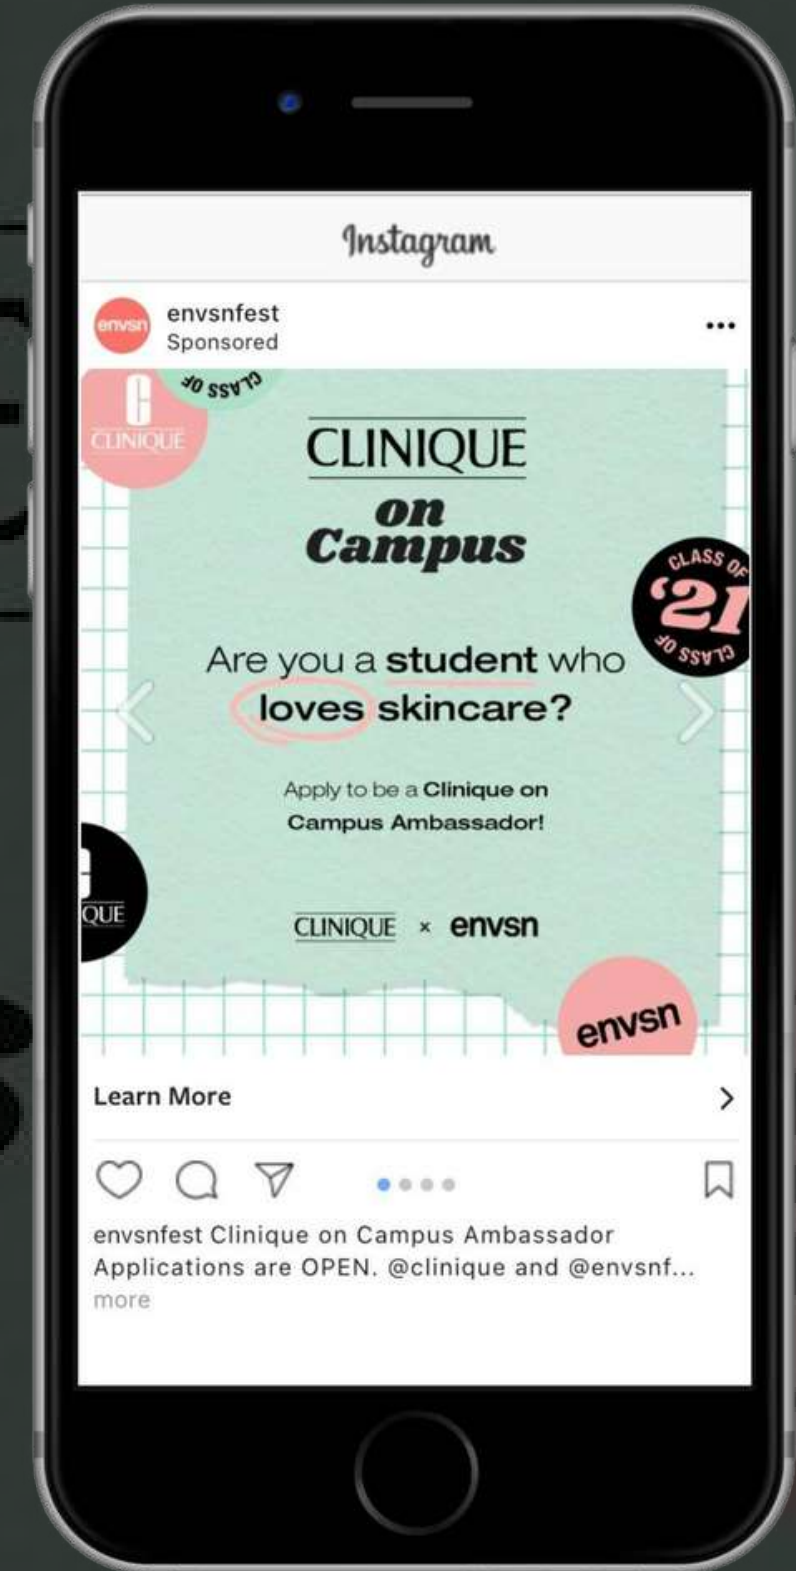 Instagram
envsn
envsnfest
Sponsored
CLINIQUE
CLASS OF
CLINIQUE
on
Campus
CLASS OF
'21
CLASS OF
Are you a student who
loves skincare?
Apply to be a Clinique on
Campus Ambassador!
QUE
CLINIQUE × envsn
envsn
Learn More
envsnfest Clinique on Campus Ambassador
Applications are OPEN. @clinique and @envsnf...
more